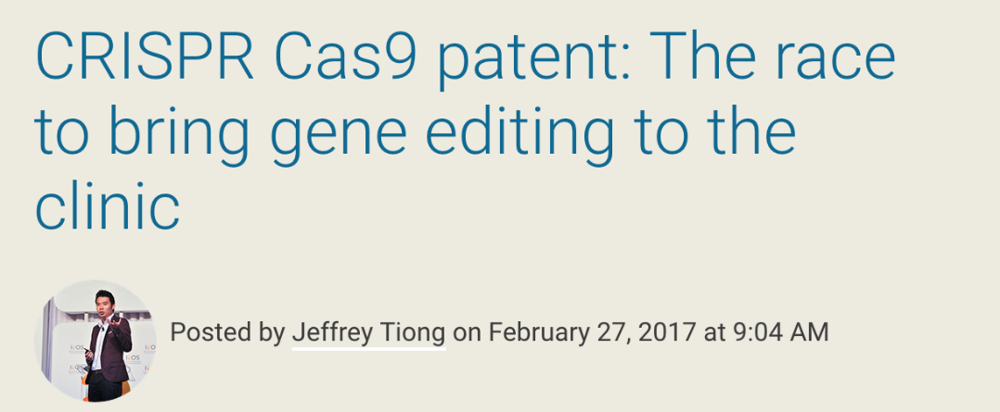 CRISPR Cas9 patent: The race
to bring gene editing to the
clinic
Posted by Jeffrey Tiong on February 27, 2017 at 9:04 AM